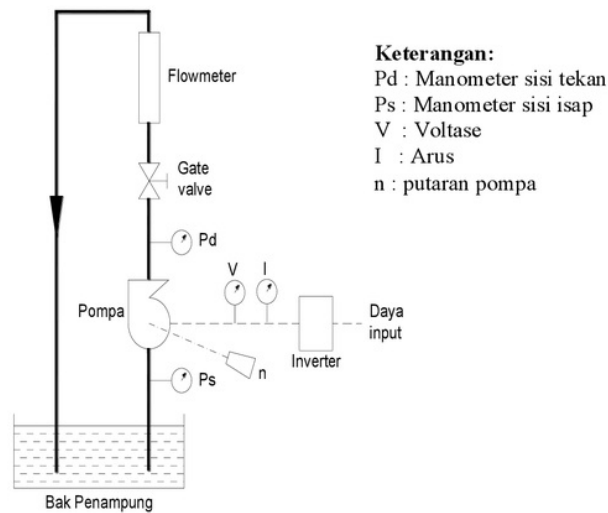 Flowmeter
Gate
valve
Pd
V
I
Pompa
Daya
input
Inverter
n
Ps
Bak Penampung
Keterangan:
Pd : Manometer sisi tekan
Ps : Manometer sisi isap
V : Voltase
I : Arus
n : putaran pompa